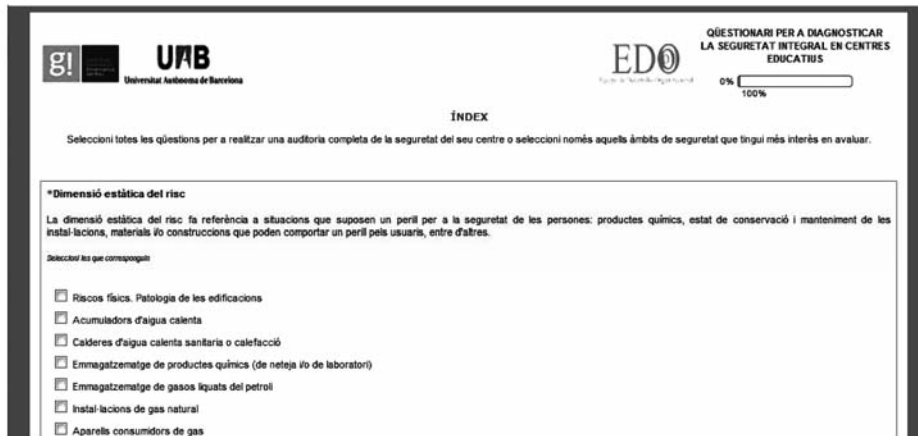 g!
UAB
Universitat Autònoma de Barcelona
EDO
QÜESTIONARI PER A DIAGNOSTICAR
LA SEGURETAT INTEGRAL EN CENTRES
EDUCATIUS
0%
100%
ÍNDEX
Seleccioni totes les qüestions per a realitzar una auditoria completa de la seguretat del seu centre o seleccioni només aquells àmbits de seguretat que tingui més interès en avaluar.
*Dimensió estàtica del risc
La dimensió estàtica del risc fa referència a situacions que suposen un perill per a la seguretat de les persones: productes químics, estat de conservació i manteniment de les
instal·lacions, materials i/o construccions que poden comportar un perill pels usuaris, entre d'altres.
Seleccioni les que corresponguin
Riscos físics. Patologia de les edificacions
Acumuladors d'aigua calenta
Calderes d'aigua calenta sanitaria o calefacció
Emmagatzematge de productes químics (de neteja i/o de laboratori)
Emmagatzematge de gasos liquats del petroli
Instal·lacions de gas natural
Aparells consumidors de gas